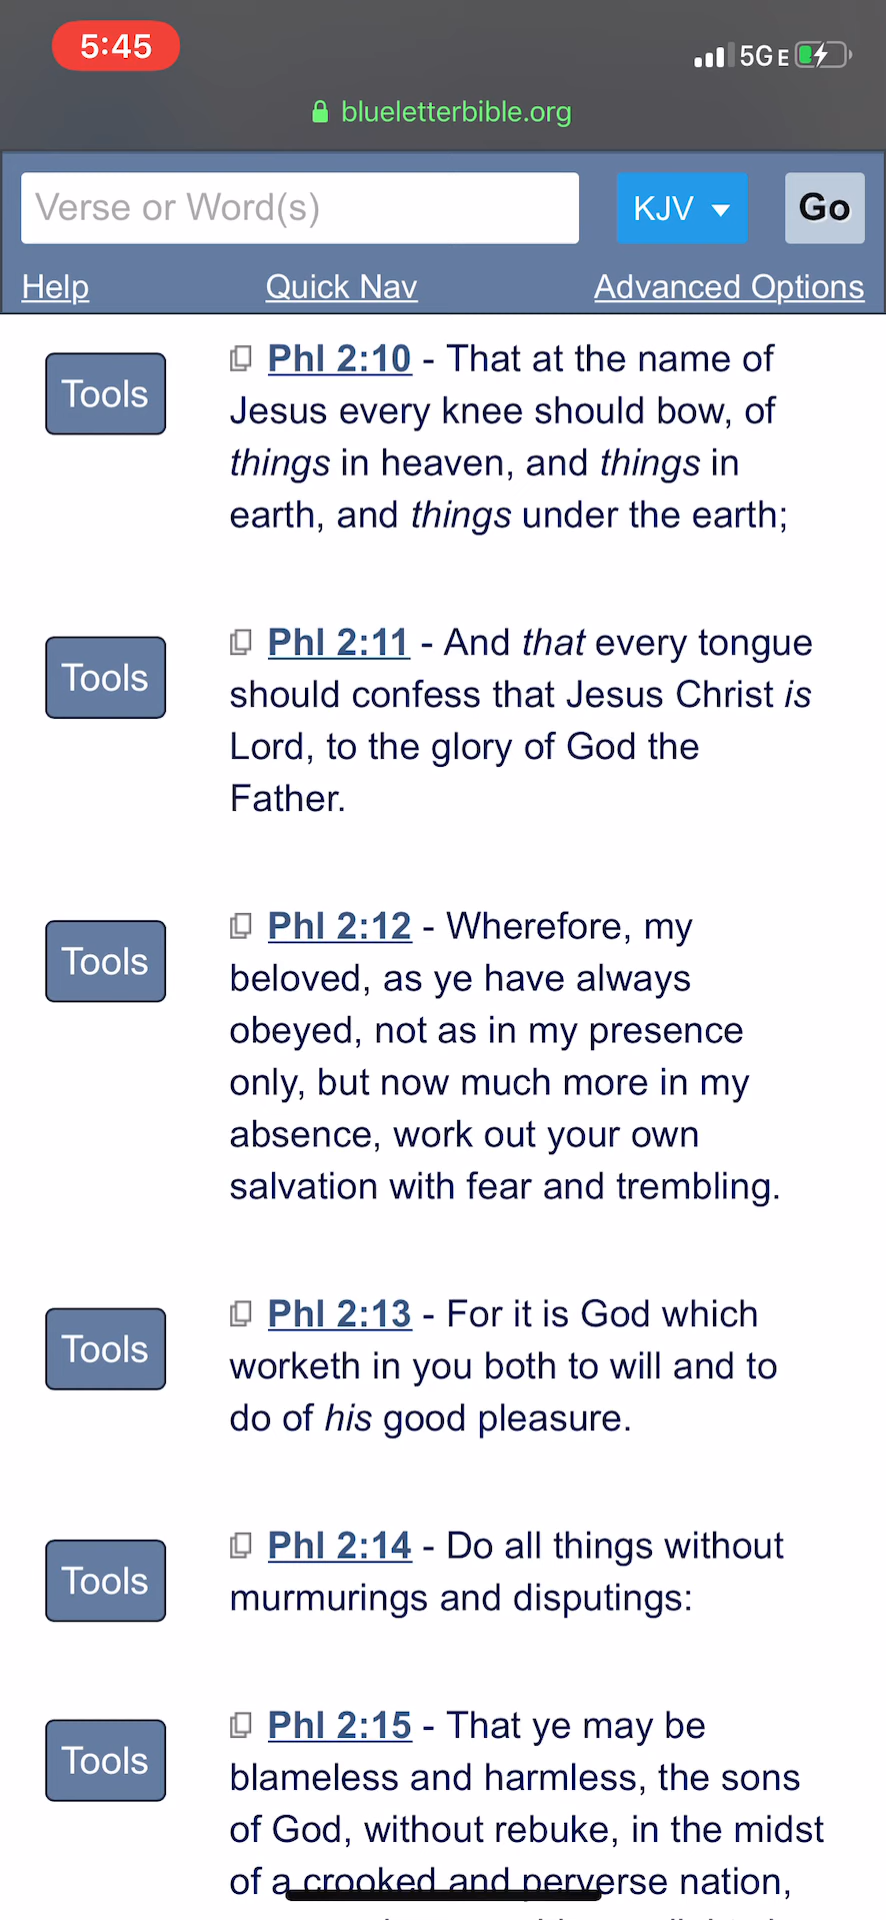 5:45
5GE
blueletterbible.org
Verse or Word(s)
KJV
Go
Help
Quick Nav
Advanced Options
Tools
Phl 2:10 - That at the name of
Jesus every knee should bow, of
things in heaven, and things in
earth, and things under the earth;
Tools
Phl 2:11 - And that every tongue
should confess that Jesus Christ is
Lord, to the glory of God the
Father.
Tools
Phl 2:12 - Wherefore, my
beloved, as ye have always
obeyed, not as in my presence
only, but now much more in my
absence, work out your own
salvation with fear and trembling.
Tools
Phl 2:13 - For it is God which
worketh in you both to will and to
do of his good pleasure.
Tools
Phl 2:14 - Do all things without
murmurings and disputings:
Tools
Phl 2:15 - That ye may be
blameless and harmless, the sons
of God, without rebuke, in the midst
of a crooked and perverse nation,